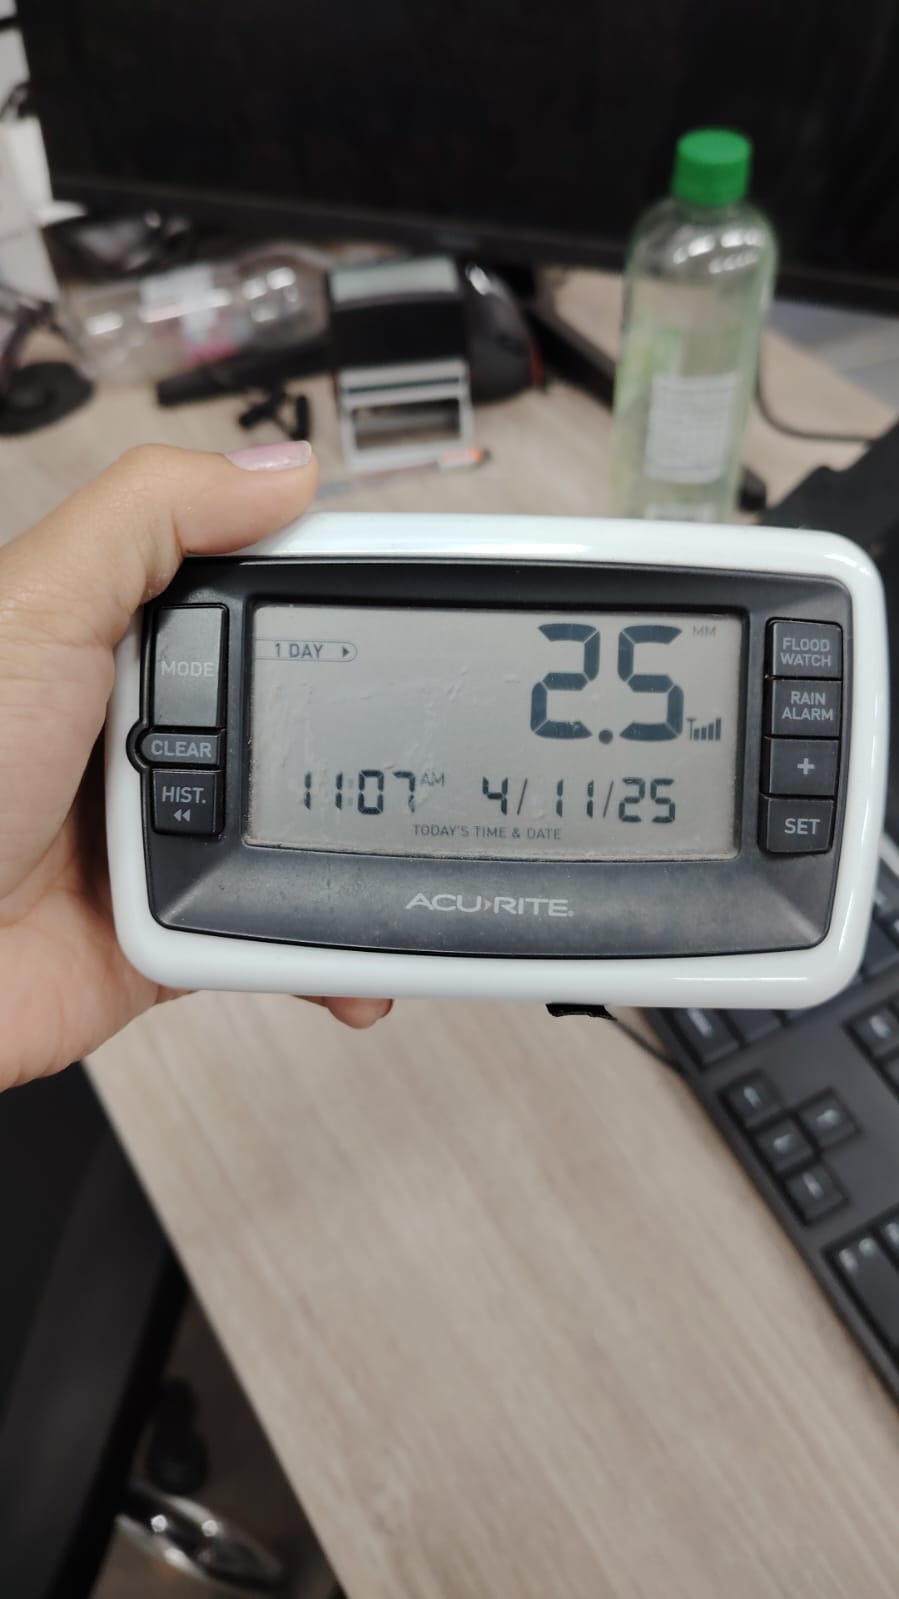 1 DAY
2.5 MM
11:07 AM 4/11/25
TODAY'S TIME & DATE
MODE
CLEAR
HIST.
FLOOD WATCH
RAIN ALARM
+
SET
ACU RITE